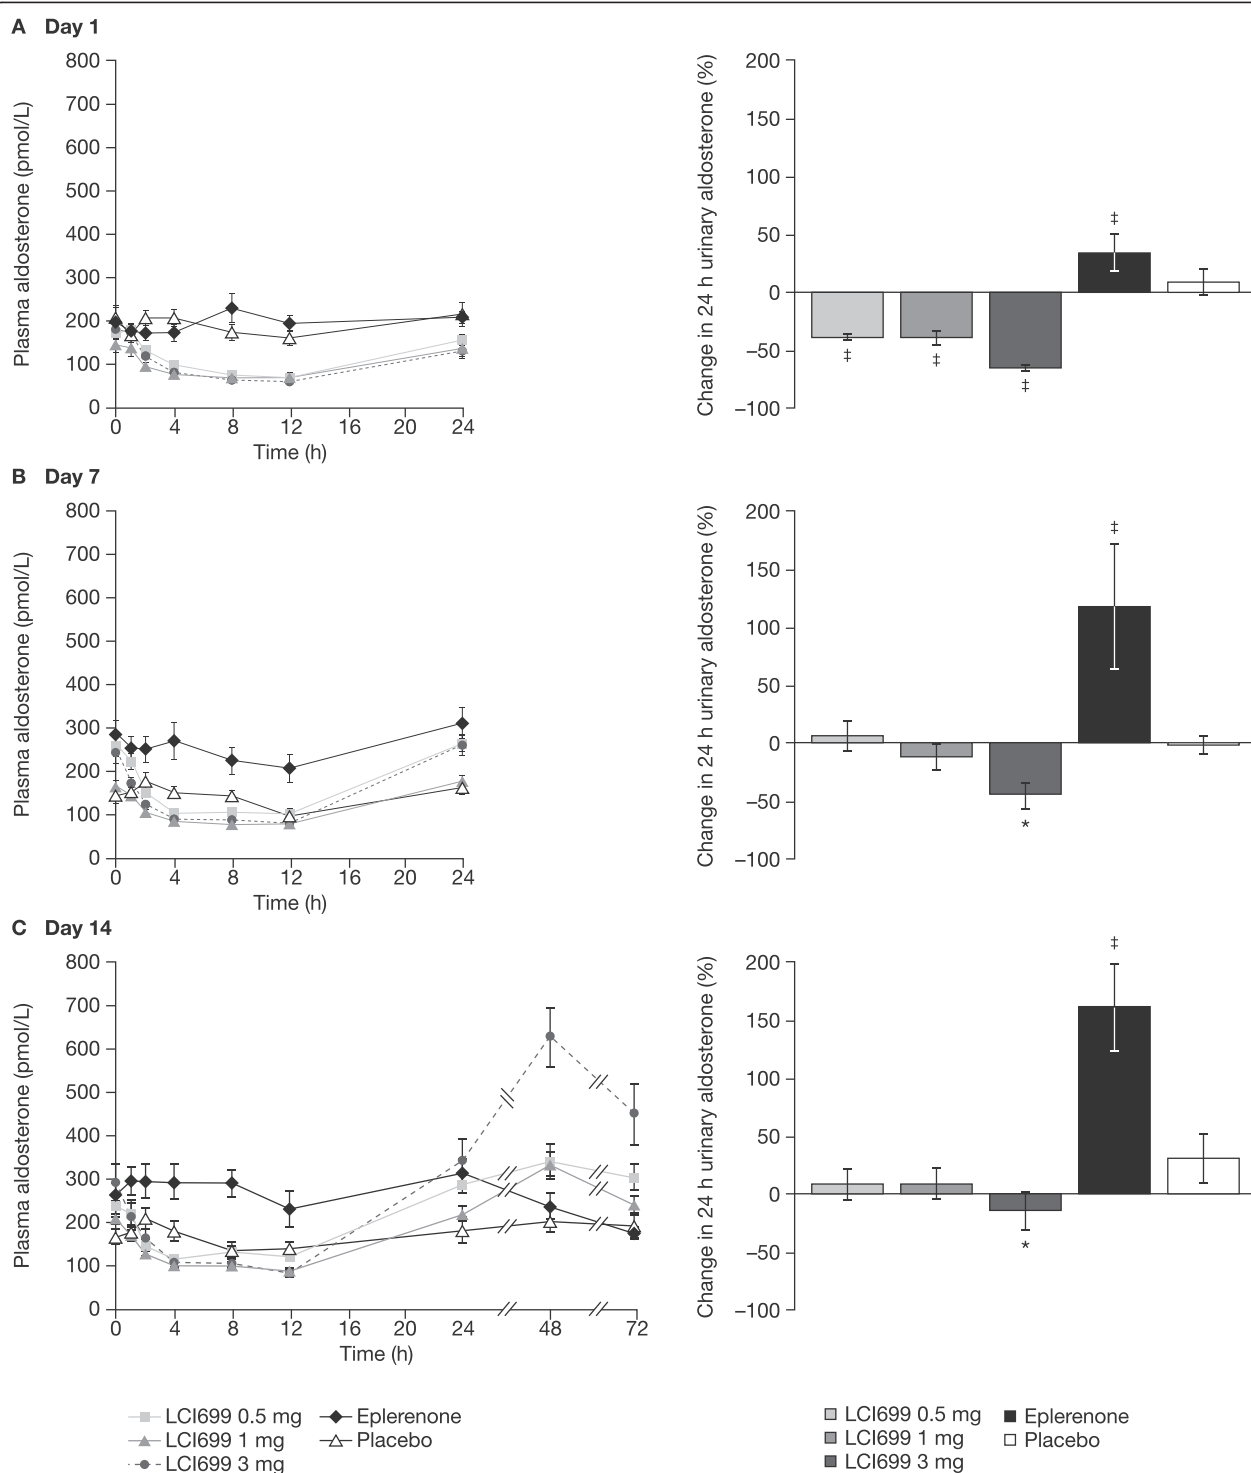 A Day 1
Plasma aldosterone (pmol/L)
800
700
600
500
400
300
200
100
0
0 4 8 12 16 20 24
Time (h)
Change in 24 h urinary aldosterone (%)
200
150
100
50
0
−50
−100
‡ ‡ ‡ ‡
B Day 7
Plasma aldosterone (pmol/L)
800
700
600
500
400
300
200
100
0
0 4 8 12 16 20 24
Time (h)
Change in 24 h urinary aldosterone (%)
200
150
100
50
0
−50
−100
* ‡
C Day 14
Plasma aldosterone (pmol/L)
800
700
600
500
400
300
200
100
0
0 4 8 12 16 20 24 48 72
Time (h)
Change in 24 h urinary aldosterone (%)
200
150
100
50
0
−50
−100
* ‡
LCI699 0.5 mg Eplerenone
LCI699 1 mg Placebo
LCI699 3 mg
LCI699 0.5 mg Eplerenone
LCI699 1 mg Placebo
LCI699 3 mg